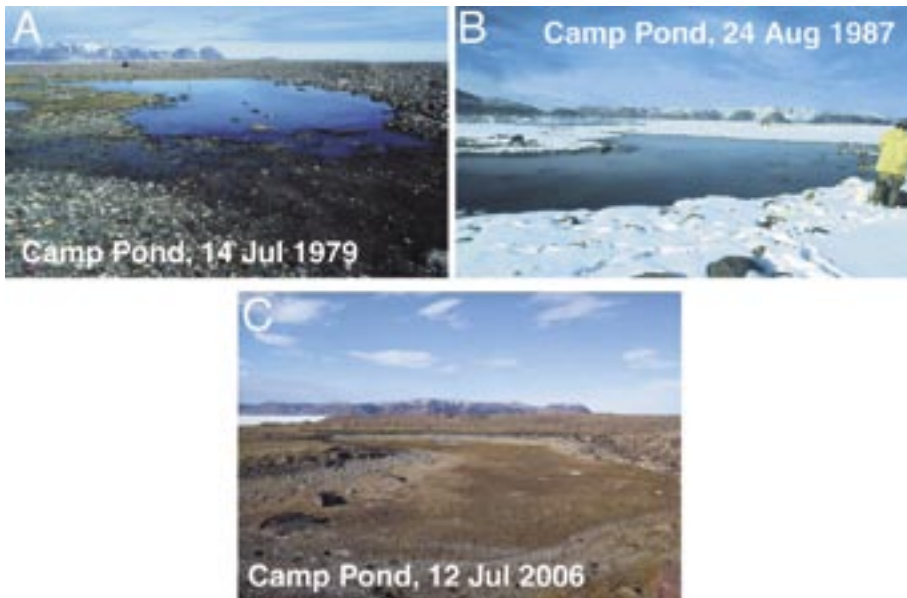 A
Camp Pond, 14 Jul 1979
B
Camp Pond, 24 Aug 1987
C
Camp Pond, 12 Jul 2006